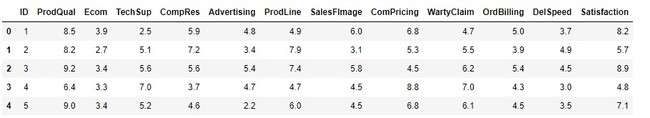 ID ProdQual Ecom TechSup CompRes Advertising ProdLine SalesFImage ComPricing WartyClaim OrdBilling DelSpeed Satisfaction
0 1 8.5 3.9 2.5 5.9 4.8 4.9 6.0 6.8 4.7 5.0 3.7 8.2
1 2 8.2 2.7 5.1 7.2 3.4 7.9 3.1 5.3 5.5 3.9 4.9 5.7
2 3 9.2 3.4 5.6 5.6 5.4 7.4 5.8 4.5 6.2 5.4 4.5 8.9
3 4 6.4 3.3 7.0 3.7 4.7 4.7 4.5 8.8 7.0 4.3 3.0 4.8
4 5 9.0 3.4 5.2 4.6 2.2 6.0 4.5 6.8 6.1 4.5 3.5 7.1